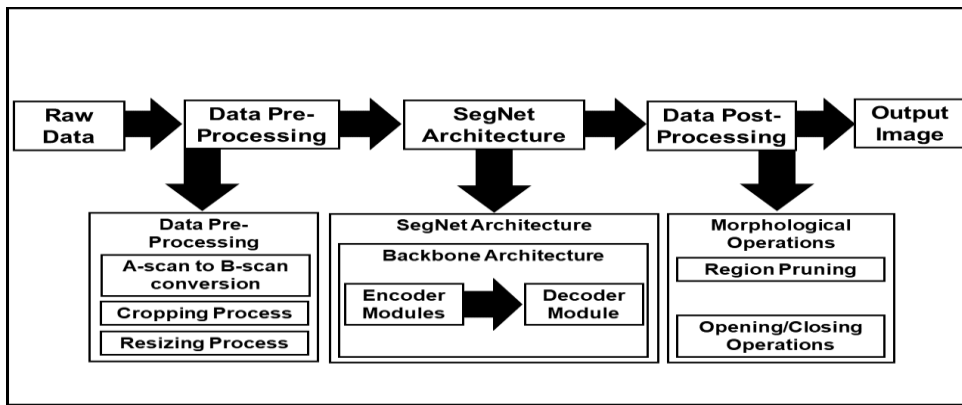 Raw
Data
Data Pre-
Processing
SegNet
Architecture
Data Post-
Processing
Output
Image
Data Pre-
Processing
A-scan to B-scan
conversion
Cropping Process
Resizing Process
SegNet Architecture
Backbone Architecture
Encoder
Modules
Decoder
Module
Morphological
Operations
Region Pruning
Opening/Closing
Operations